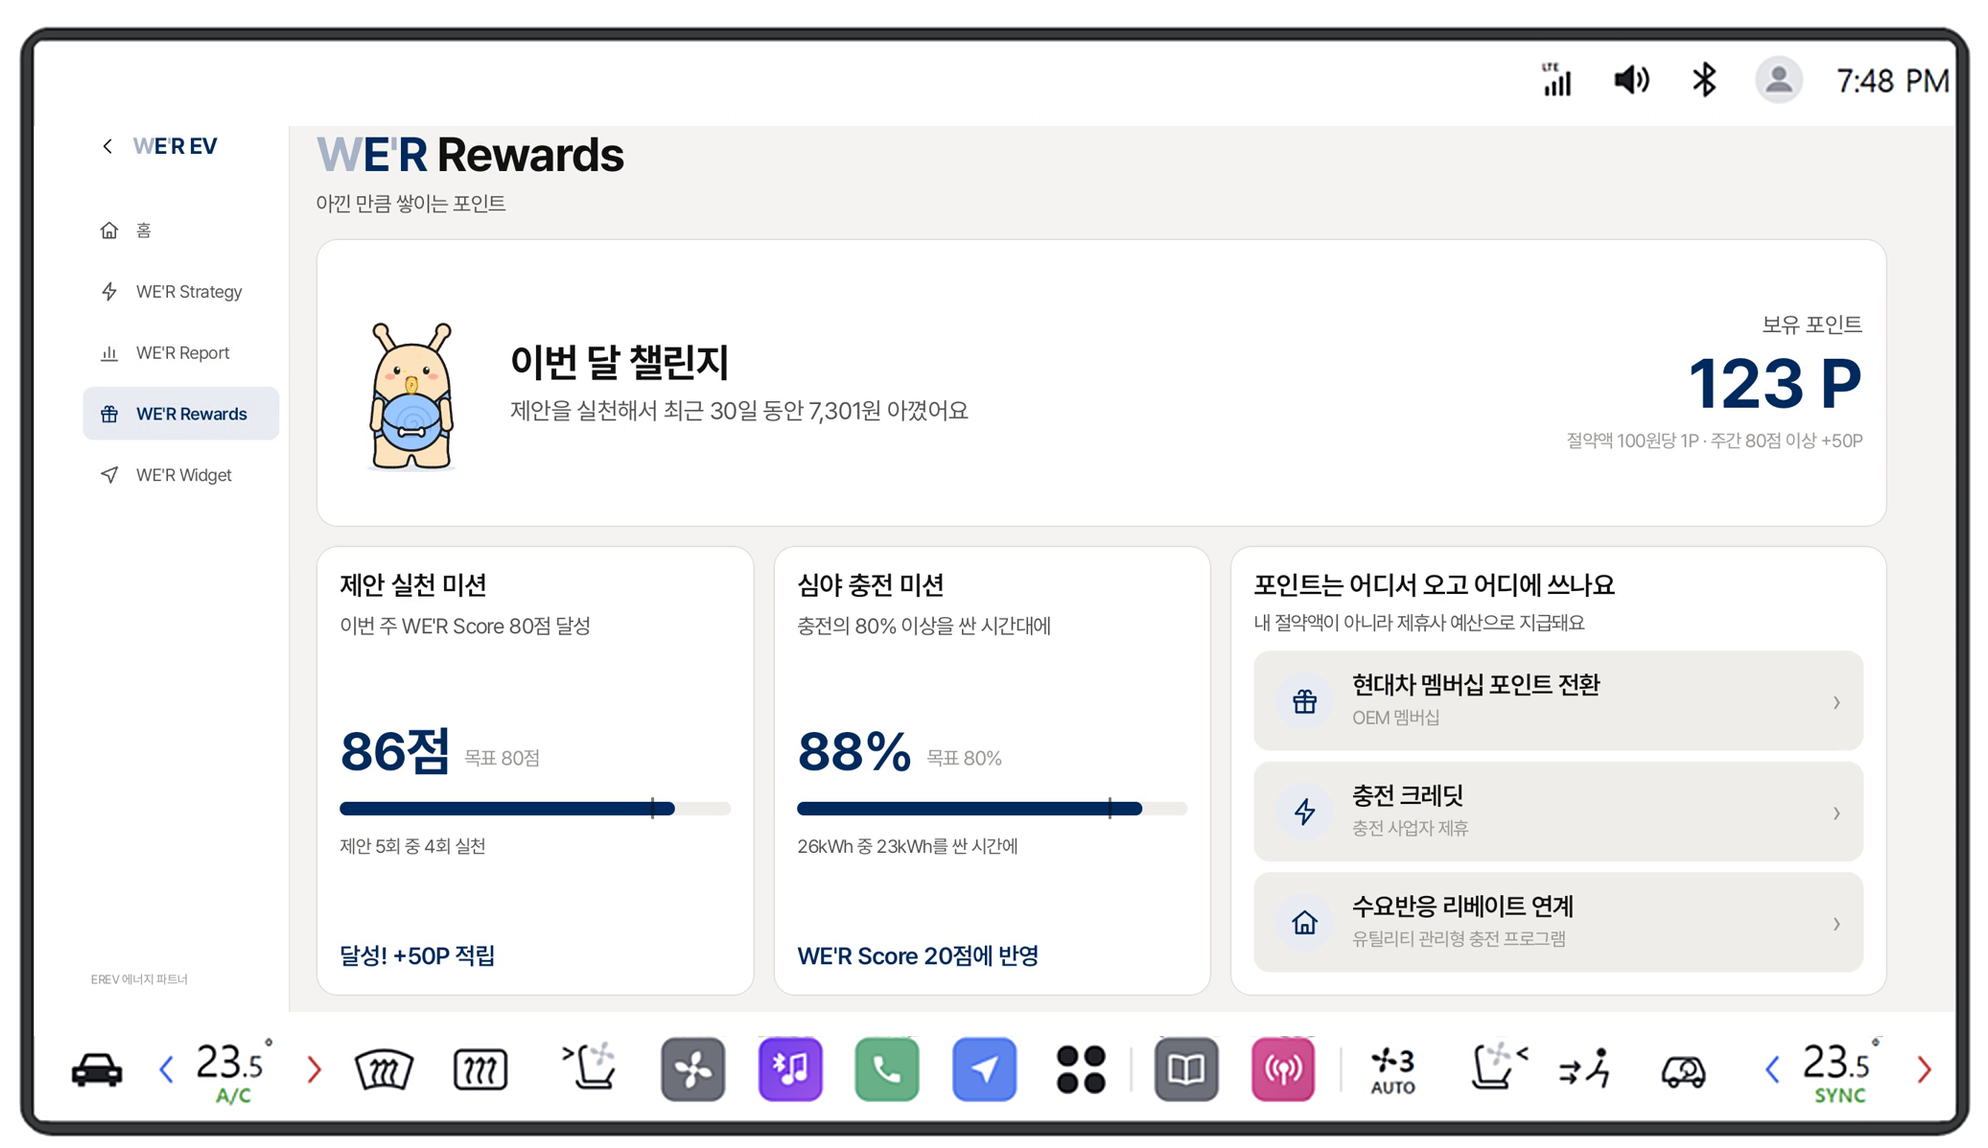 LTE
7:48 PM
WE'R EV
홈
WE'R Strategy
WE'R Report
WE'R Rewards
WE'R Widget
EREV 에너지 파트너
WE'R Rewards
아낀 만큼 쌓이는 포인트
이번 달 챌린지
제안을 실천해서 최근 30일 동안 7,301원 아꼈어요
보유 포인트
123 P
절약액 100원당 1P · 주간 80점 이상 +50P
제안 실천 미션
이번 주 WE'R Score 80점 달성
86점 목표 80점
제안 5회 중 4회 실천
달성! +50P 적립
심야 충전 미션
충전의 80% 이상을 싼 시간대에
88% 목표 80%
26kWh 중 23kWh를 싼 시간에
WE'R Score 20점에 반영
포인트는 어디서 오고 어디에 쓰나요
내 절약액이 아니라 제휴사 예산으로 지급돼요
현대차 멤버십 포인트 전환
OEM 멤버십
충전 크레딧
충전 사업자 제휴
수요반응 리베이트 연계
유틸리티 관리형 충전 프로그램
23.5°
A/C
3
AUTO
23.5°
SYNC